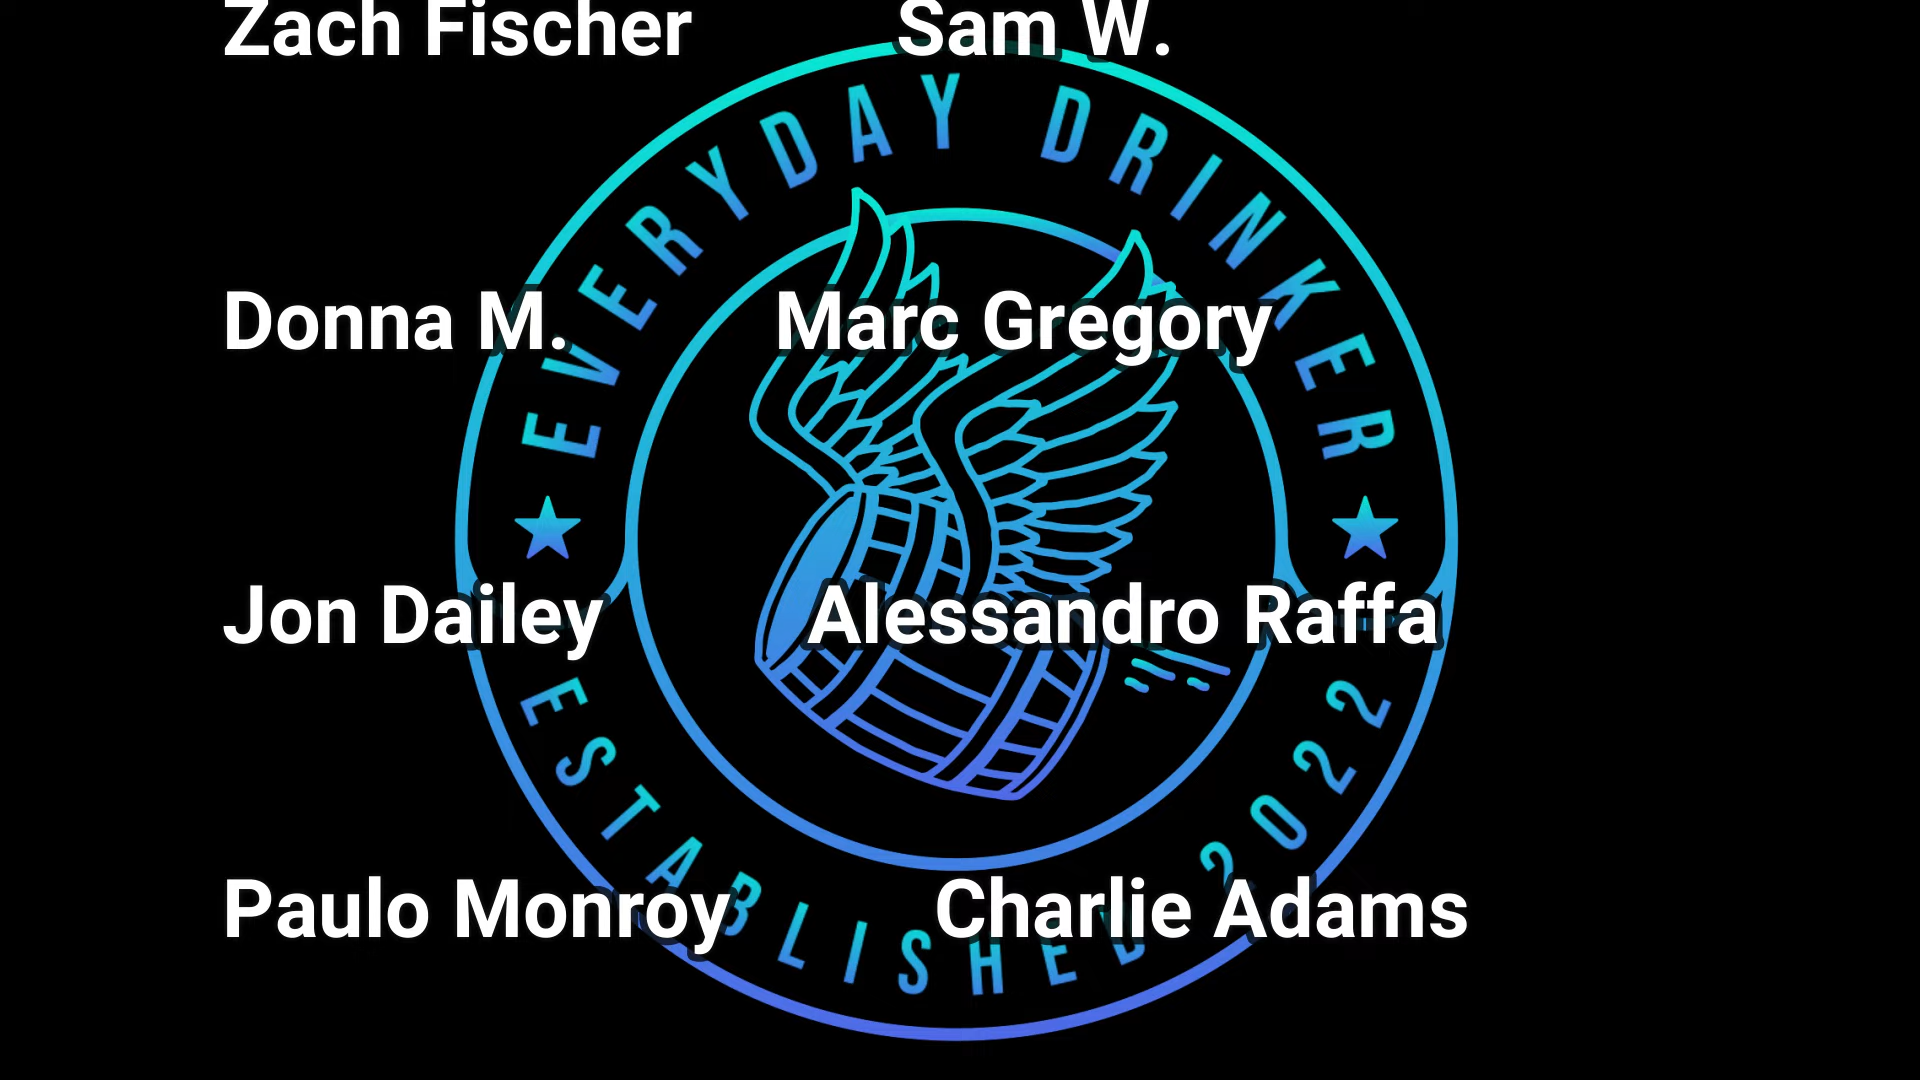 Zach Fischer Sam W.
EVERYDAY DRINKER
Donna M. Marc Gregory
Jon Dailey Alessandro Raffa
ESTABLISHED 2022
Paulo Monroy Charlie Adams